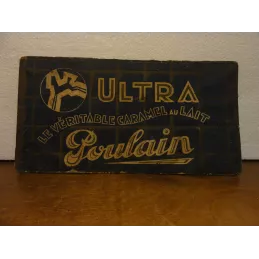 ULTRA
LE VÉRITABLE CARAMEL AU LAIT
Poulain